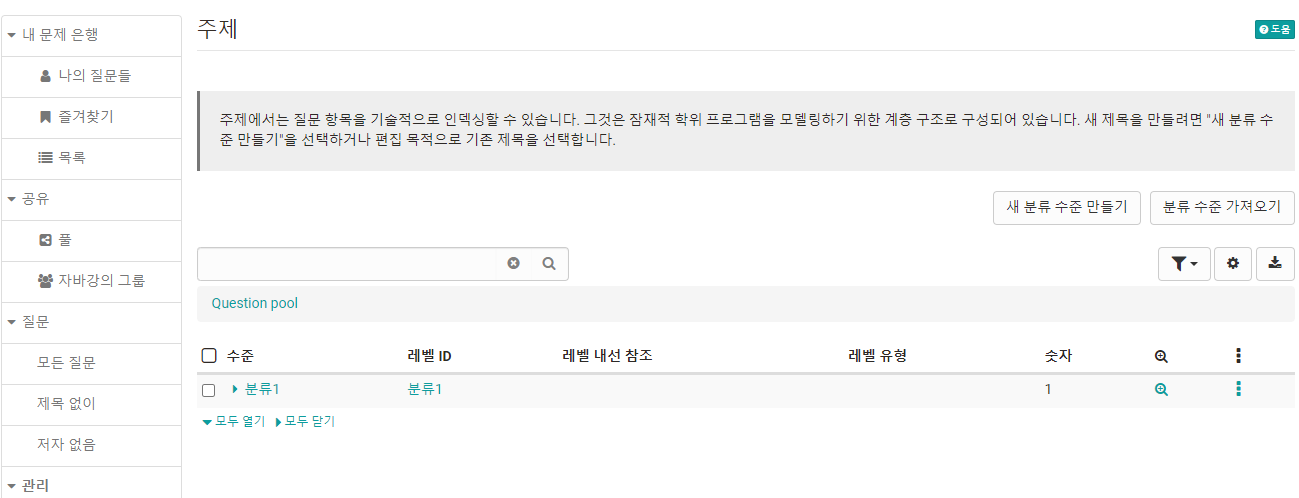 내 문제 은행
나의 질문들
즐겨찾기
목록
공유
풀
자바강의 그룹
질문
모든 질문
제목 없이
저자 없음
관리
주제
도움
주제에서는 질문 항목을 기술적으로 인덱싱할 수 있습니다. 그것은 잠재적 학위 프로그램을 모델링하기 위한 계층 구조로 구성되어 있습니다. 새 제목을 만들려면 "새 분류 수
준 만들기"을 선택하거나 편집 목적으로 기존 제목을 선택합니다.
새 분류 수준 만들기 분류 수준 가져오기
Question pool
수준 레벨 ID 레벨 내선 참조 레벨 유형 숫자
분류1 분류1 1
모두 열기 모두 닫기